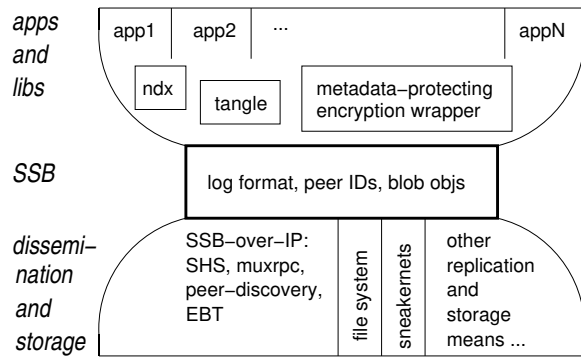 apps
and
libs
app1
app2
...
appN
ndx
tangle
metadata−protecting
encryption wrapper
SSB
log format, peer IDs, blob objs
dissemi−
nation
and
storage
SSB−over−IP:
SHS, muxrpc,
peer−discovery,
EBT
file system
sneakernets
other
replication
and
storage
means ...